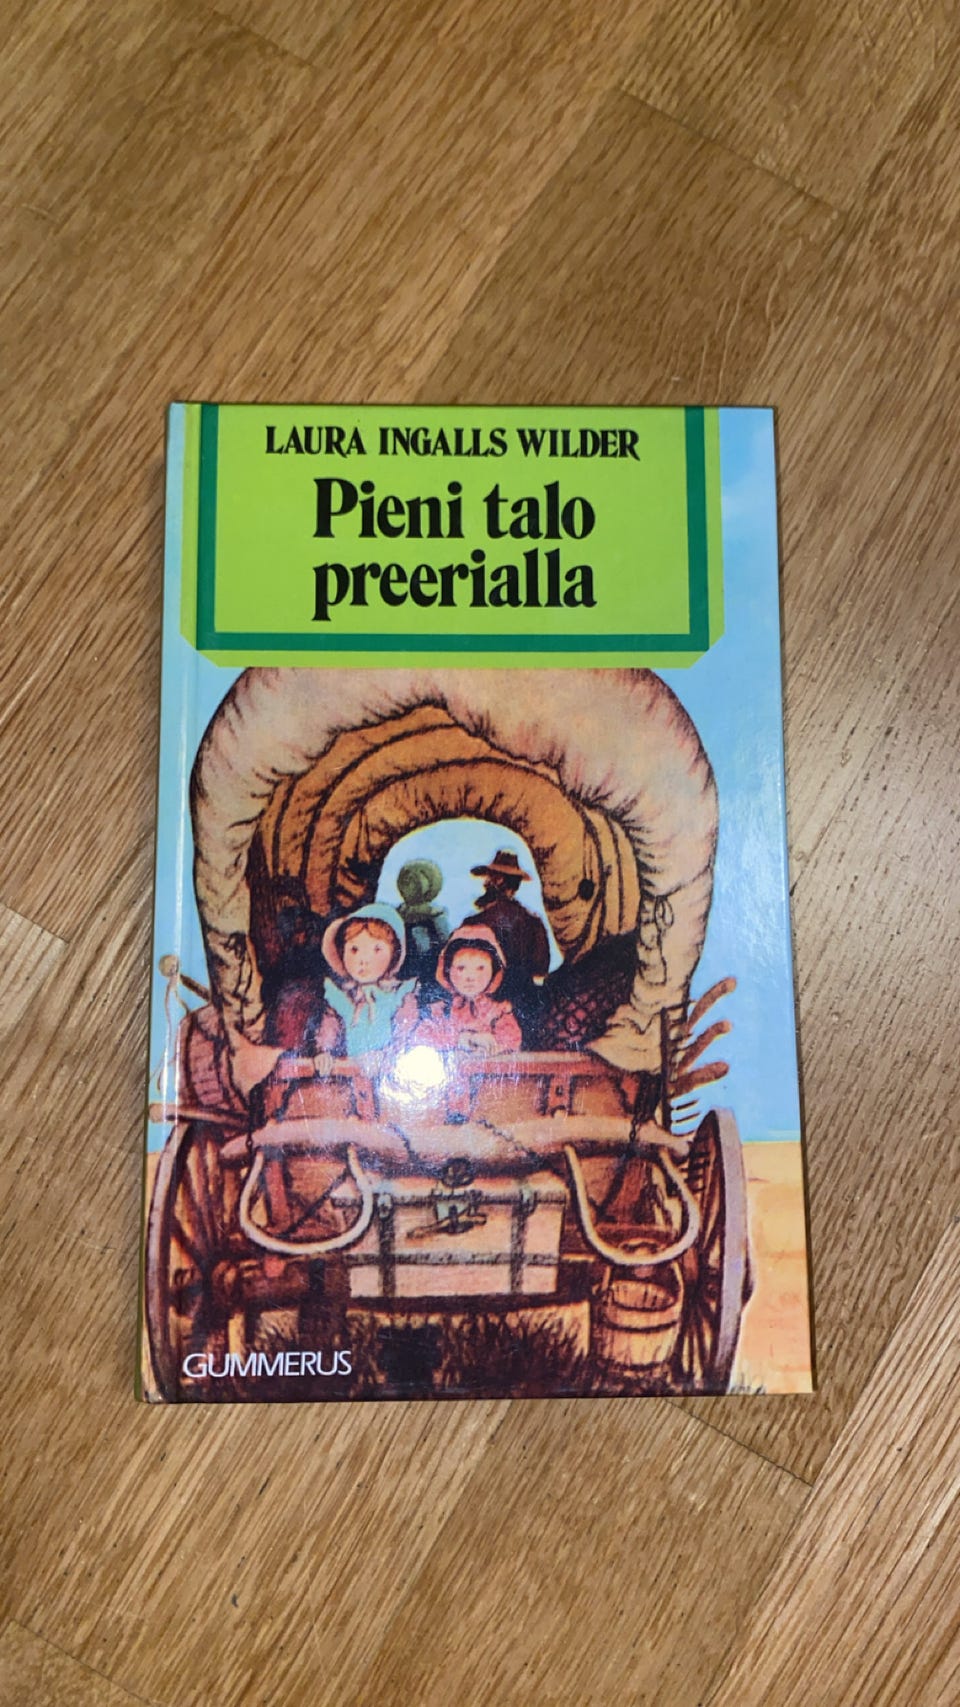 LAURA INGALLS WILDER
Pieni talo
preerialla
GUMMERUS